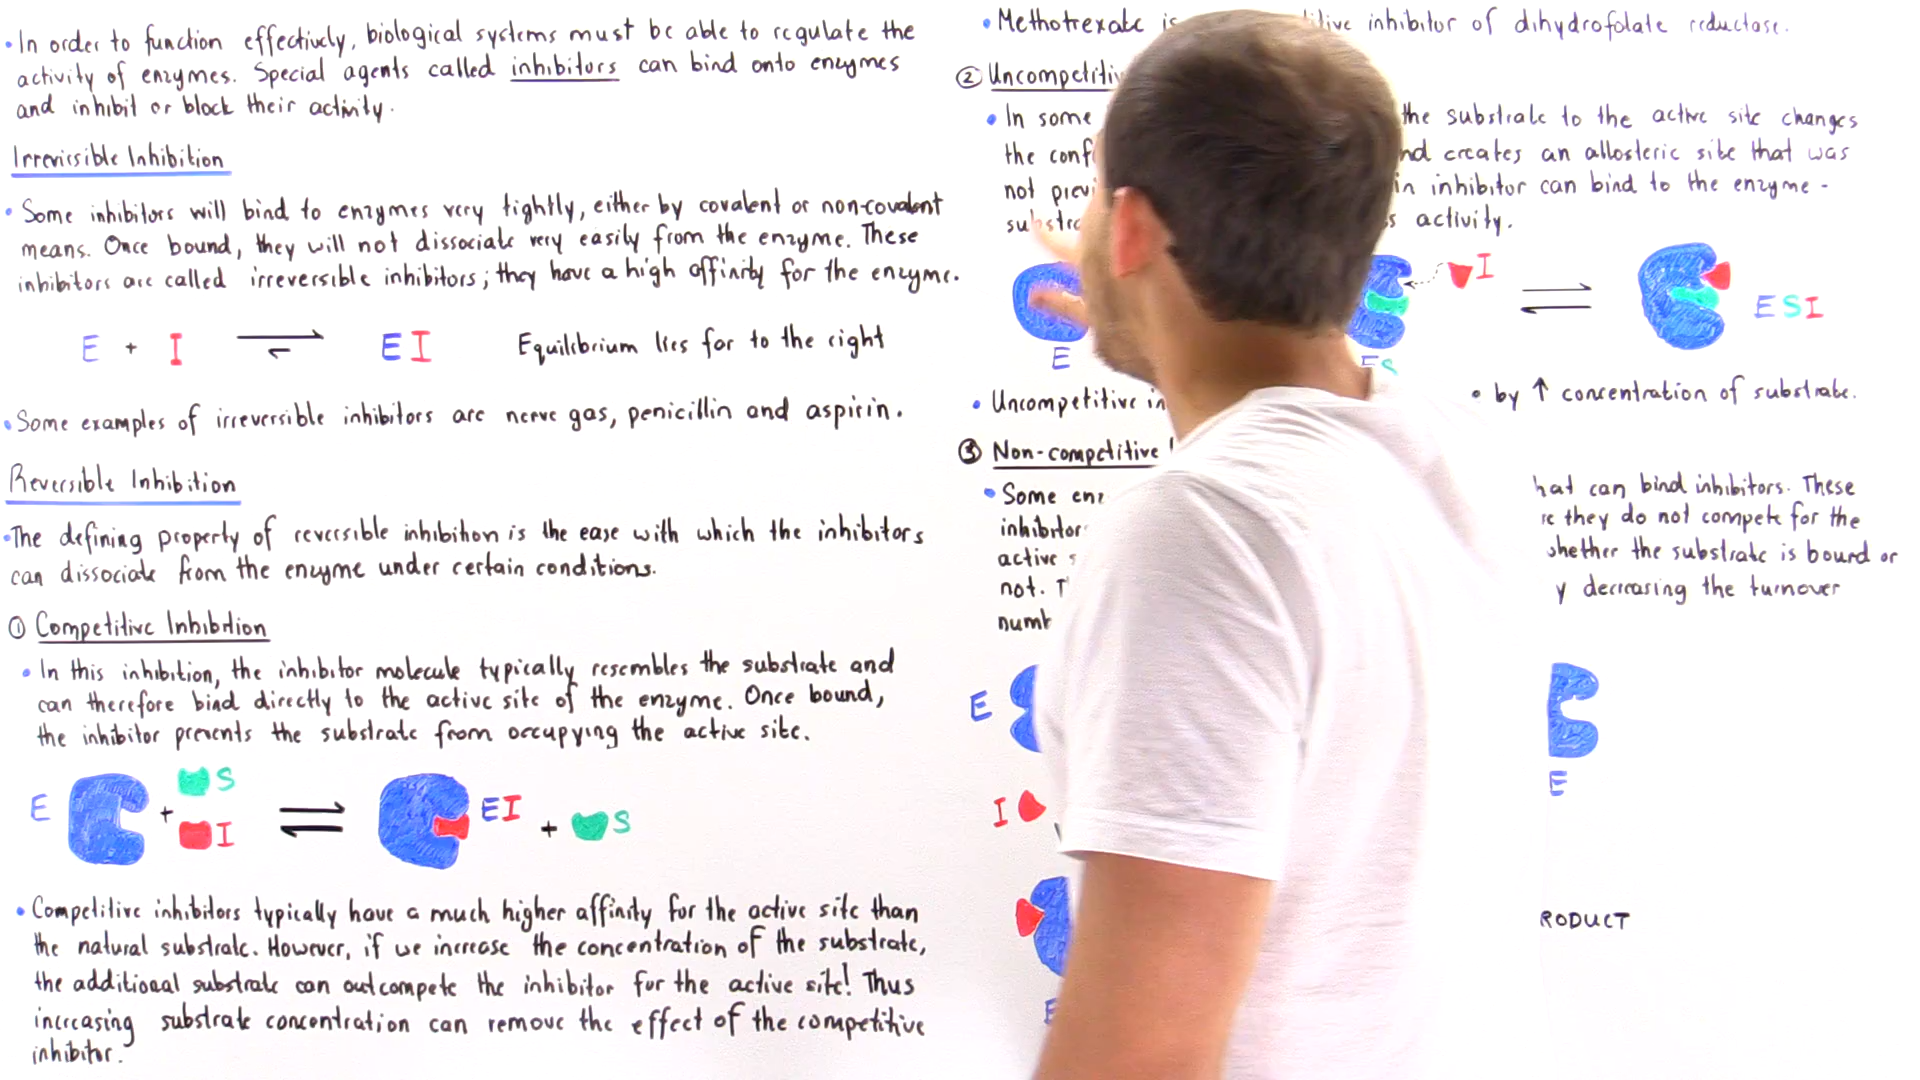 • In order to function effectively, biological systems must be able to regulate the
activity of enzymes. Special agents called inhibitors can bind onto enzymes
and inhibit or block their activity.
Irreversible Inhibition
• Some inhibitors will bind to enzymes very tightly, either by covalent or non-covalent
means. Once bound, they will not dissociate very easily from the enzyme. These
inhibitors are called irreversible inhibitors; they have a high affinity for the enzyme.
E + I ⇌ EI Equilibrium lies far to the right
• Some examples of irreversible inhibitors are nerve gas, penicillin and aspirin.
Reversible Inhibition
• The defining property of reversible inhibition is the ease with which the inhibitors
can dissociate from the enzyme under certain conditions.
① Competitive Inhibition
• In this inhibition, the inhibitor molecule typically resembles the substrate and
can therefore bind directly to the active site of the enzyme. Once bound,
the inhibitor prevents the substrate from occupying the active site.
E + S I ⇌ EI + S
• Competitive inhibitors typically have a much higher affinity for the active site than
the natural substrate. However, if we increase the concentration of the substrate,
the additional substrate can outcompete the inhibitor for the active site! Thus
increasing substrate concentration can remove the effect of the competitive
inhibitor.
• Methotrexate is inhibitor of dihydrofolate reductase.
② Uncompetitiv
• In some the substrate to the active site changes
the conf nd creates an allosteric site that was
not previ in inhibitor can bind to the enzyme -
substra s activity.
I
E ES ESI
• Uncompetitive in • by ↑ concentration of substrate.
③ Non-competitive
• Some enz hat can bind inhibitors. These
inhibitors they do not compete for the
active s whether the substrate is bound or
not. T y decreasing the turnover
numb
E
E
I
RODUCT
E